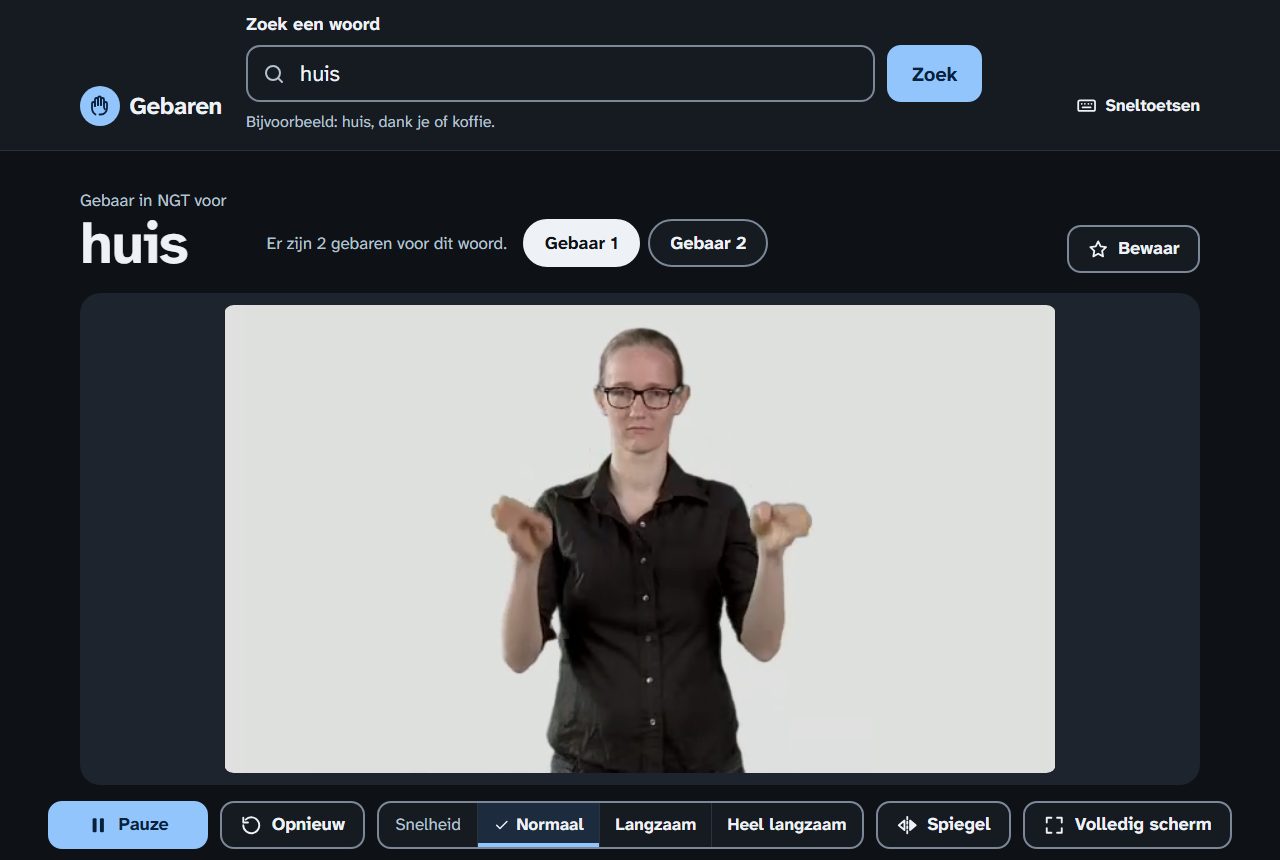 Zoek een woord
huis
Zoek
Gebaren
Sneltoetsen
Bijvoorbeeld: huis, dank je of koffie.
Gebaar in NGT voor
huis
Er zijn 2 gebaren voor dit woord.
Gebaar 1
Gebaar 2
Bewaar
Pauze
Opnieuw
Snelheid
Normaal
Langzaam
Heel langzaam
Spiegel
Volledig scherm